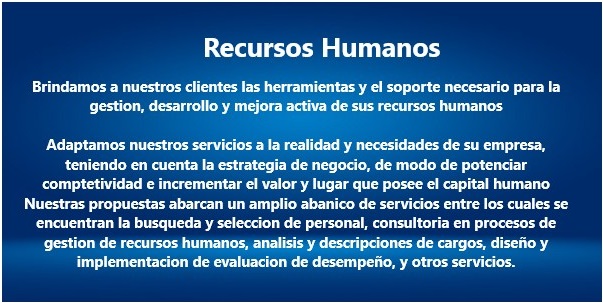 Recursos Humanos
Brindamos a nuestros clientes las herramientas y el soporte necesario para la
gestion, desarrollo y mejora activa de sus recursos humanos
Adaptamos nuestros servicios a la realidad y necesidades de su empresa,
teniendo en cuenta la estrategia de negocio, de modo de potenciar
comptetividad e incrementar el valor y lugar que posee el capital humano
Nuestras propuestas abarcan un amplio abanico de servicios entre los cuales se
encuentran la busqueda y seleccion de personal, consultoria en procesos de
gestion de recursos humanos, analisis y descripciones de cargos, diseño y
implementacion de evaluacion de desempeño, y otros servicios.